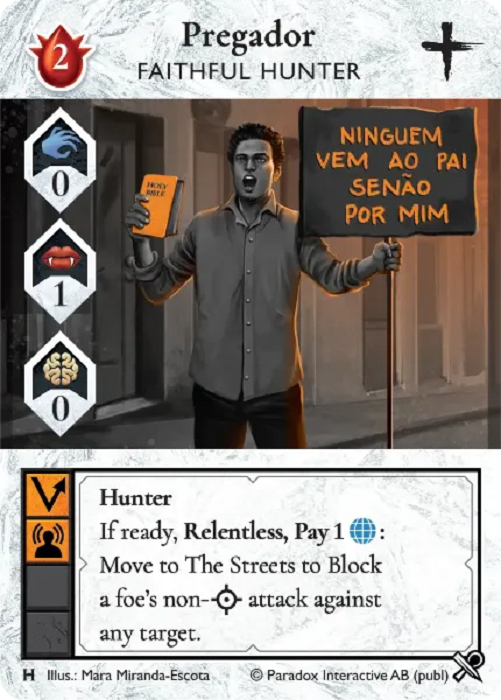 Pregador
FAITHFUL HUNTER
2
0
1
0
HOLY
BIBLE
NINGUEM
VEM AO PAI
SENÃO
POR MIM
Hunter
If ready, Relentless, Pay 1 :
Move to The Streets to Block
a foe's non- attack against
any target.
H Illus.: Mara Miranda-Escota © Paradox Interactive AB (publ)